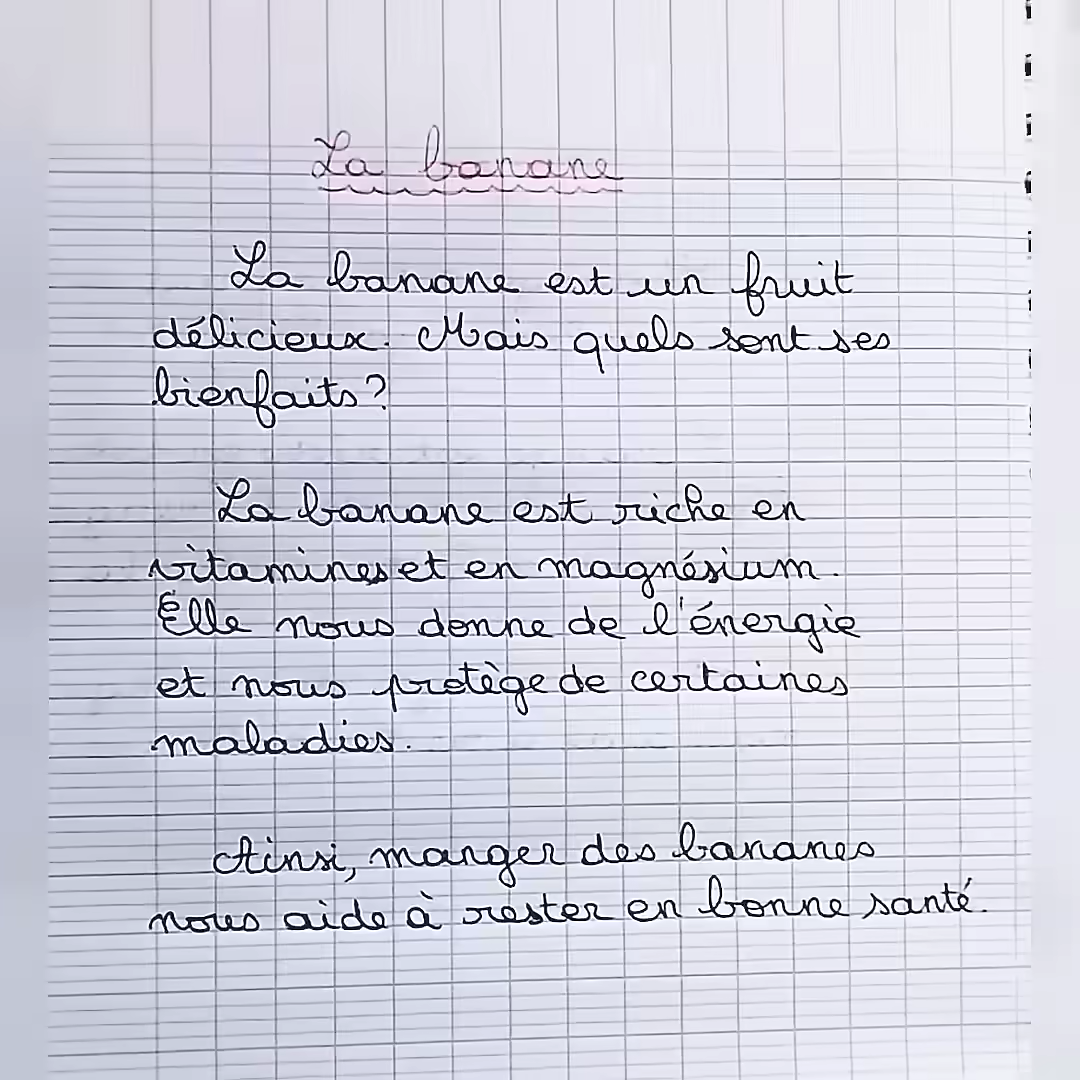 La banane
La banane est un fruit
délicieux. Mais quels sont ses
bienfaits?
La banane est riche en
vitamines et en magnésium.
Elle nous donne de l'énergie
et nous protège de certaines
maladies.
Ainsi, manger des bananes
nous aide à rester en bonne santé.